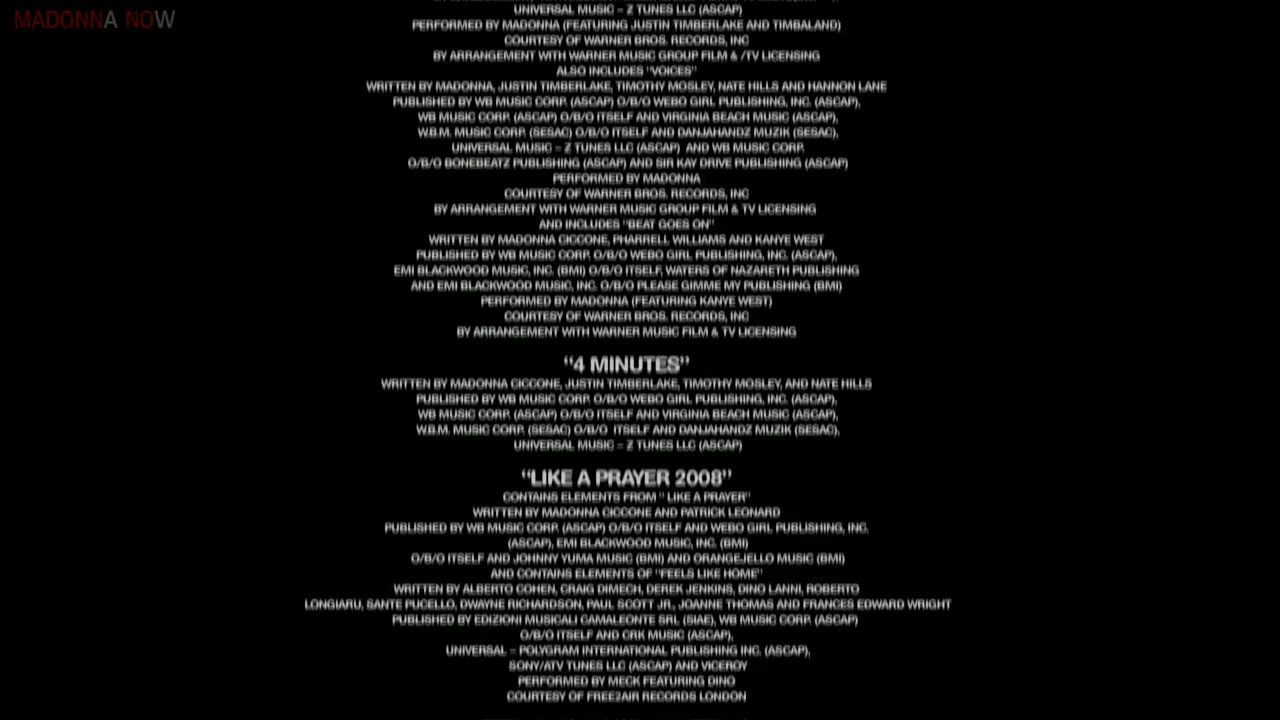 MADONNA NOW
UNIVERSAL MUSIC = Z TUNES LLC (ASCAP)
PERFORMED BY MADONNA (FEATURING JUSTIN TIMBERLAKE AND TIMBALAND)
COURTESY OF WARNER BROS. RECORDS, INC
BY ARRANGEMENT WITH WARNER MUSIC GROUP FILM & /TV LICENSING
ALSO INCLUDES "VOICES"
WRITTEN BY MADONNA, JUSTIN TIMBERLAKE, TIMOTHY MOSLEY, NATE HILLS AND HANNON LANE
PUBLISHED BY WB MUSIC CORP. (ASCAP) O/B/O WEBO GIRL PUBLISHING, INC. (ASCAP),
WB MUSIC CORP. (ASCAP) O/B/O ITSELF AND VIRGINIA BEACH MUSIC (ASCAP),
W.B.M. MUSIC CORP. (SESAC) O/B/O ITSELF AND DANJAHANDZ MUZIK (SESAC),
UNIVERSAL MUSIC = Z TUNES LLC (ASCAP) AND WB MUSIC CORP.
O/B/O BONEBEATZ PUBLISHING (ASCAP) AND SIR KAY DRIVE PUBLISHING (ASCAP)
PERFORMED BY MADONNA
COURTESY OF WARNER BROS. RECORDS, INC
BY ARRANGEMENT WITH WARNER MUSIC GROUP FILM & TV LICENSING
AND INCLUDES "BEAT GOES ON"
WRITTEN BY MADONNA CICCONE, PHARRELL WILLIAMS AND KANYE WEST
PUBLISHED BY WB MUSIC CORP. O/B/O WEBO GIRL PUBLISHING, INC. (ASCAP),
EMI BLACKWOOD MUSIC, INC. (BMI) O/B/O ITSELF, WATERS OF NAZARETH PUBLISHING
AND EMI BLACKWOOD MUSIC, INC. O/B/O PLEASE GIMME MY PUBLISHING (BMI)
PERFORMED BY MADONNA (FEATURING KANYE WEST)
COURTESY OF WARNER BROS. RECORDS, INC
BY ARRANGEMENT WITH WARNER MUSIC FILM & TV LICENSING
"4 MINUTES"
WRITTEN BY MADONNA CICCONE, JUSTIN TIMBERLAKE, TIMOTHY MOSLEY, AND NATE HILLS
PUBLISHED BY WB MUSIC CORP. O/B/O WEBO GIRL PUBLISHING, INC. (ASCAP),
WB MUSIC CORP. (ASCAP) O/B/O ITSELF AND VIRGINIA BEACH MUSIC (ASCAP),
W.B.M. MUSIC CORP. (SESAC) O/B/O ITSELF AND DANJAHANDZ MUZIK (SESAC),
UNIVERSAL MUSIC = Z TUNES LLC (ASCAP)
"LIKE A PRAYER 2008"
CONTAINS ELEMENTS FROM " LIKE A PRAYER"
WRITTEN BY MADONNA CICCONE AND PATRICK LEONARD
PUBLISHED BY WB MUSIC CORP. (ASCAP) O/B/O ITSELF AND WEBO GIRL PUBLISHING, INC.
(ASCAP), EMI BLACKWOOD MUSIC, INC. (BMI)
O/B/O ITSELF AND JOHNNY YUMA MUSIC (BMI) AND ORANGEJELLO MUSIC (BMI)
AND CONTAINS ELEMENTS OF "FEELS LIKE HOME"
WRITTEN BY ALBERTO COHEN, CRAIG DIMECH, DEREK JENKINS, DINO LANNI, ROBERTO
LONGIARU, SANTE PUCELLO, DWAYNE RICHARDSON, PAUL SCOTT JR., JOANNE THOMAS AND FRANCES EDWARD WRIGHT
PUBLISHED BY EDIZIONI MUSICALI CAMALEONTE SRL (SIAE), WB MUSIC CORP. (ASCAP)
O/B/O ITSELF AND CRK MUSIC (ASCAP),
UNIVERSAL = POLYGRAM INTERNATIONAL PUBLISHING INC. (ASCAP),
SONY/ATV TUNES LLC (ASCAP) AND VICEROY
PERFORMED BY MECK FEATURING DINO
COURTESY OF FREE2AIR RECORDS LONDON